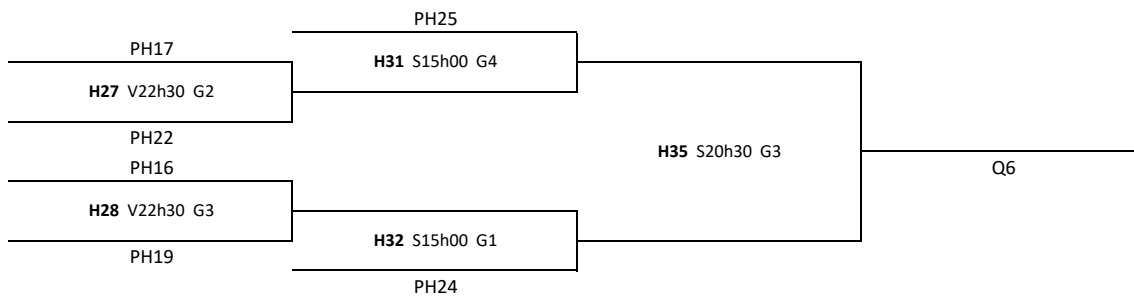 PH25
PH17
H31 S15h00 G4
H27 V22h30 G2
PH22
H35 S20h30 G3
PH16
Q6
H28 V22h30 G3
H32 S15h00 G1
PH19
PH24